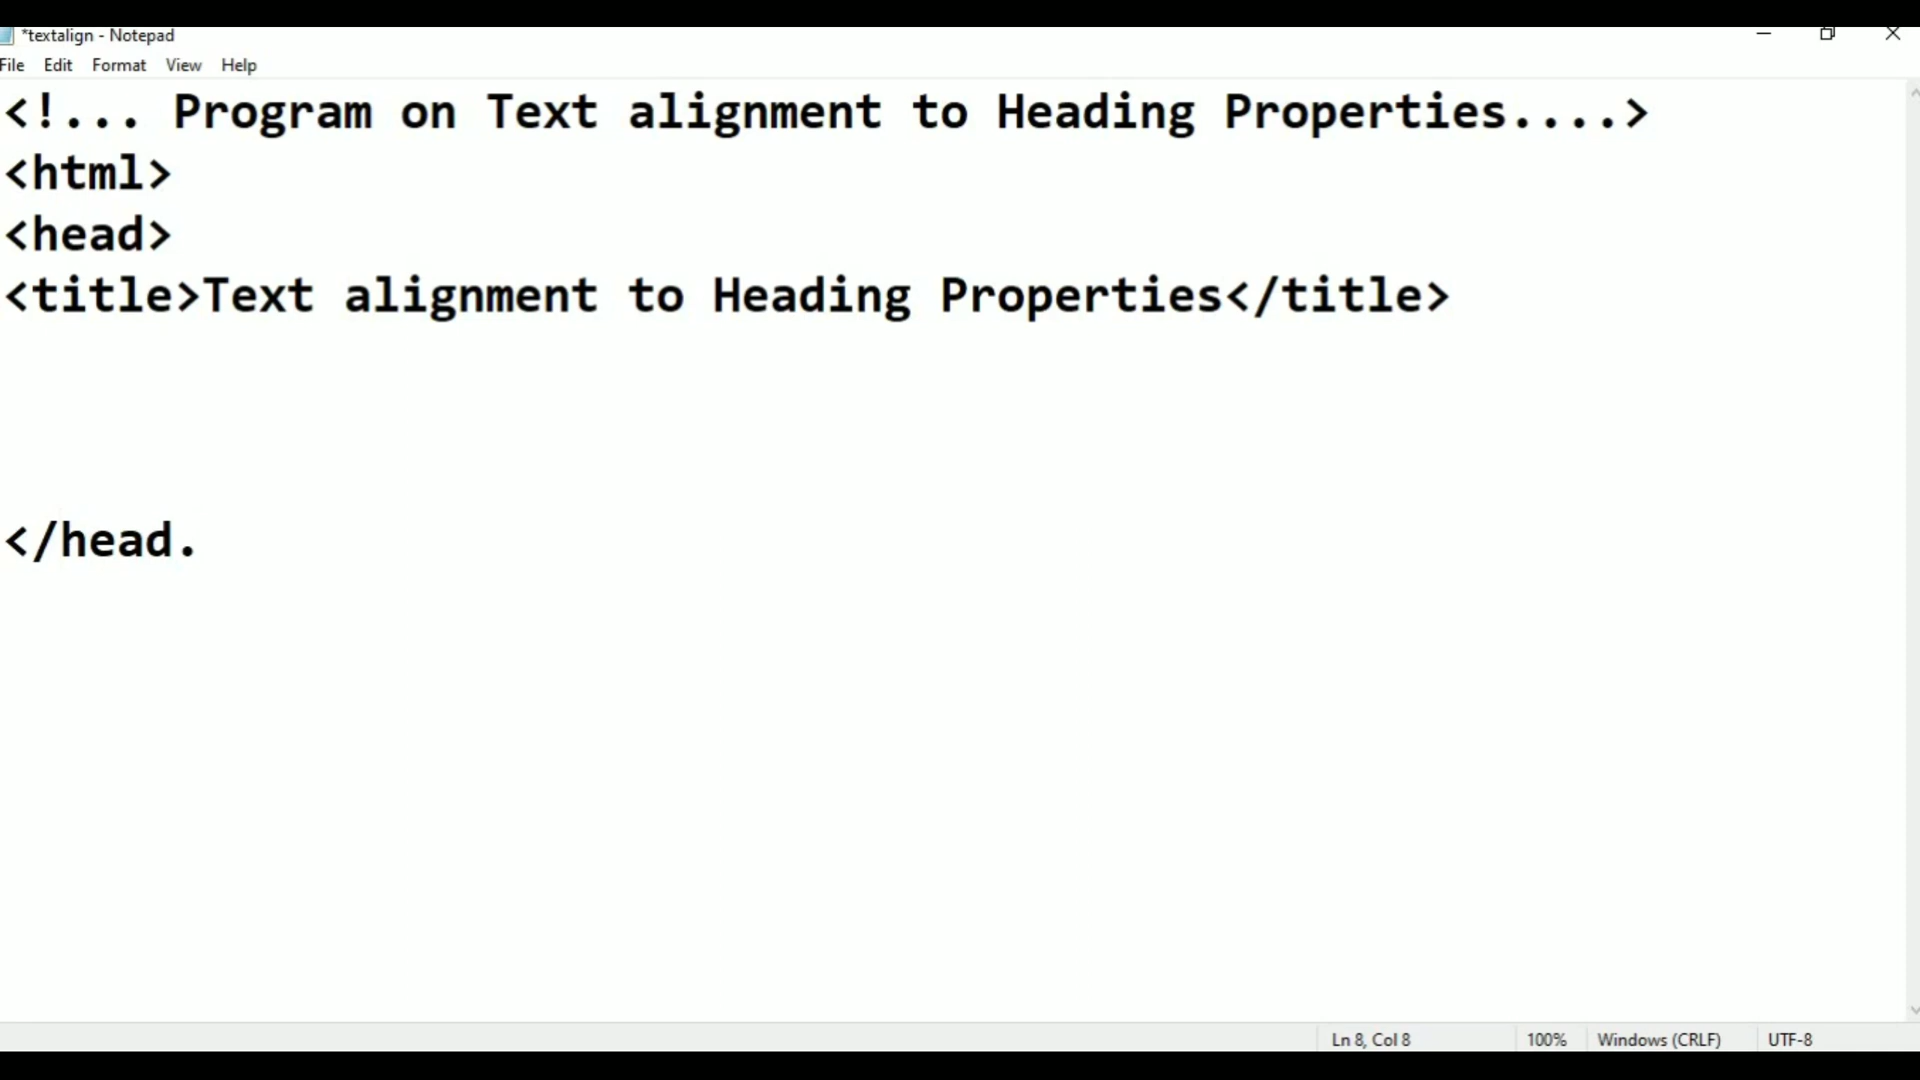 *textalign - Notepad
File Edit Format View Help
<!... Program on Text alignment to Heading Properties....>
<html>
<head>
<title>Text alignment to Heading Properties</title>
</head.
Ln 8, Col 8 100% Windows (CRLF) UTF-8